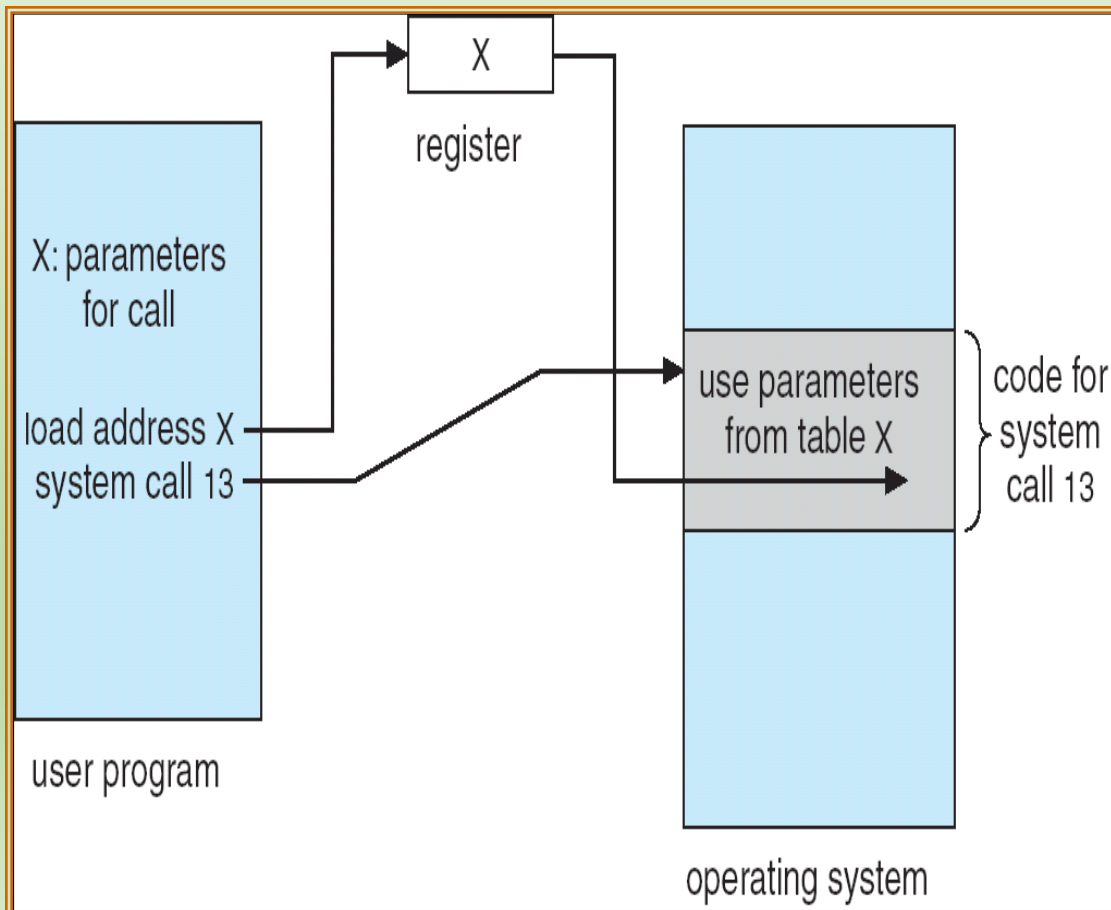 X
register
X: parameters
for call
load address X
system call 13
user program
use parameters
from table X
code for
system
call 13
operating system